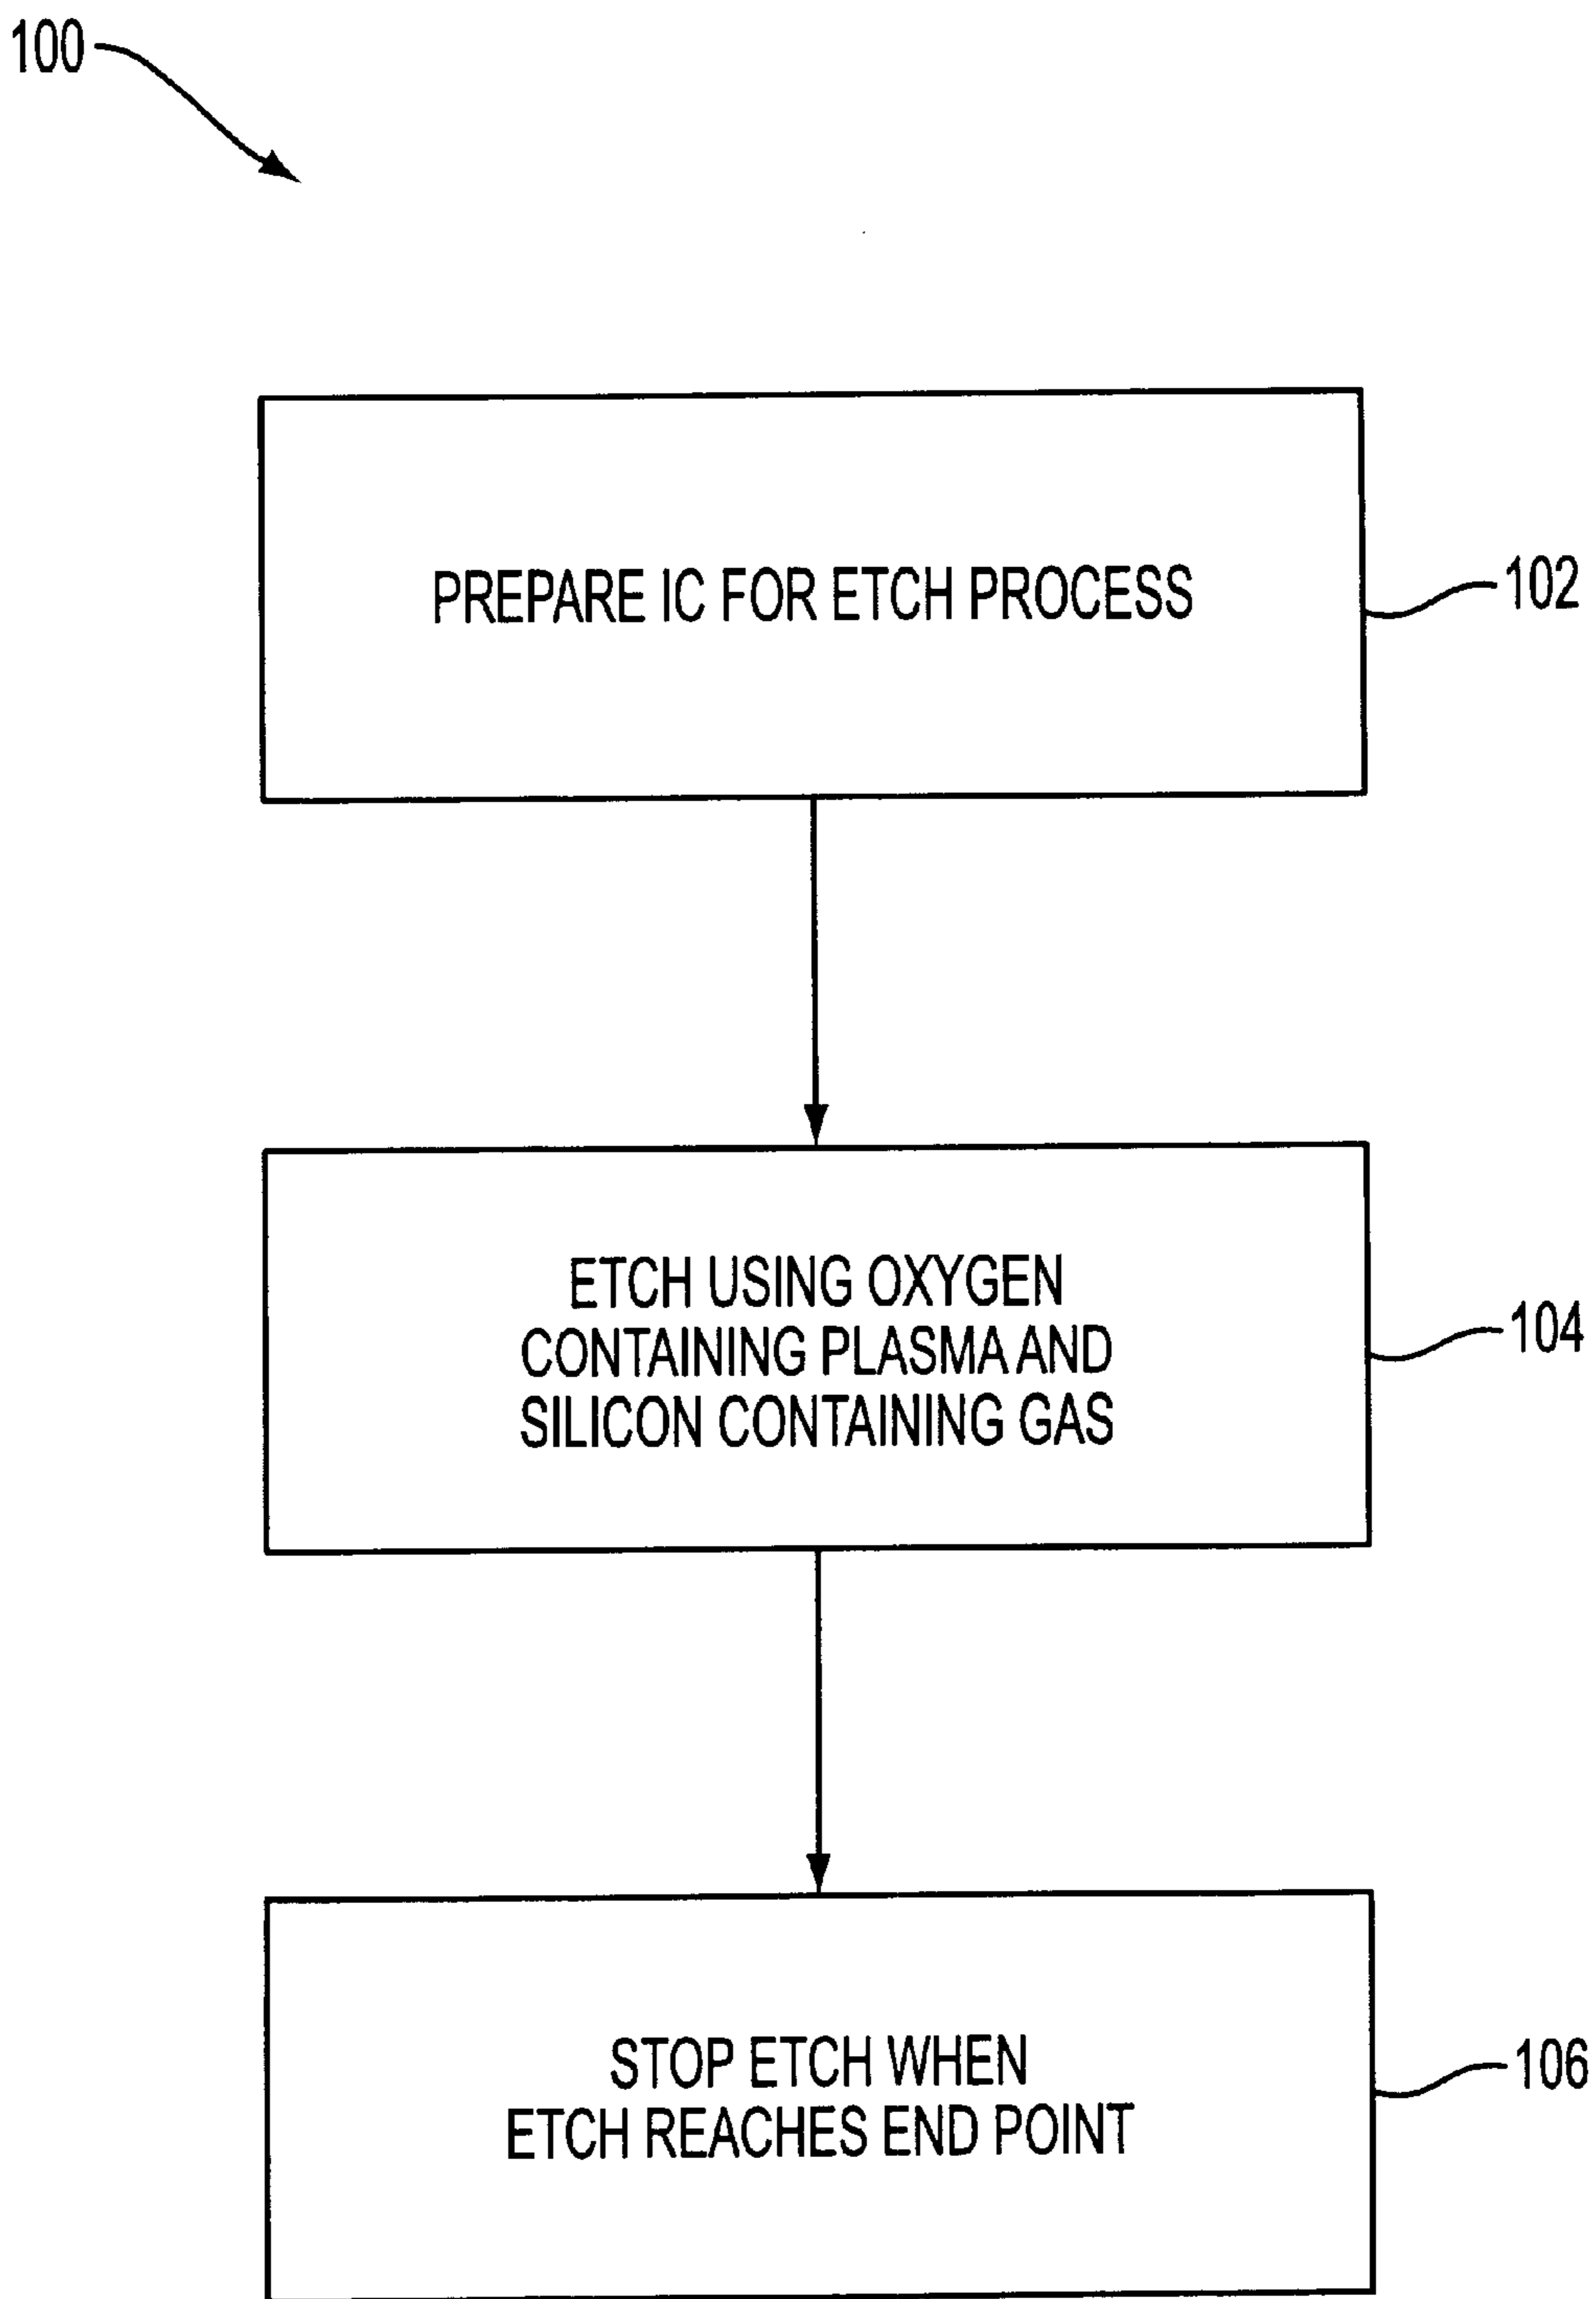 100
PREPARE IC FOR ETCH PROCESS
102
ETCH USING OXYGEN
CONTAINING PLASMA AND
SILICON CONTAINING GAS
104
STOP ETCH WHEN
ETCH REACHES END POINT
106